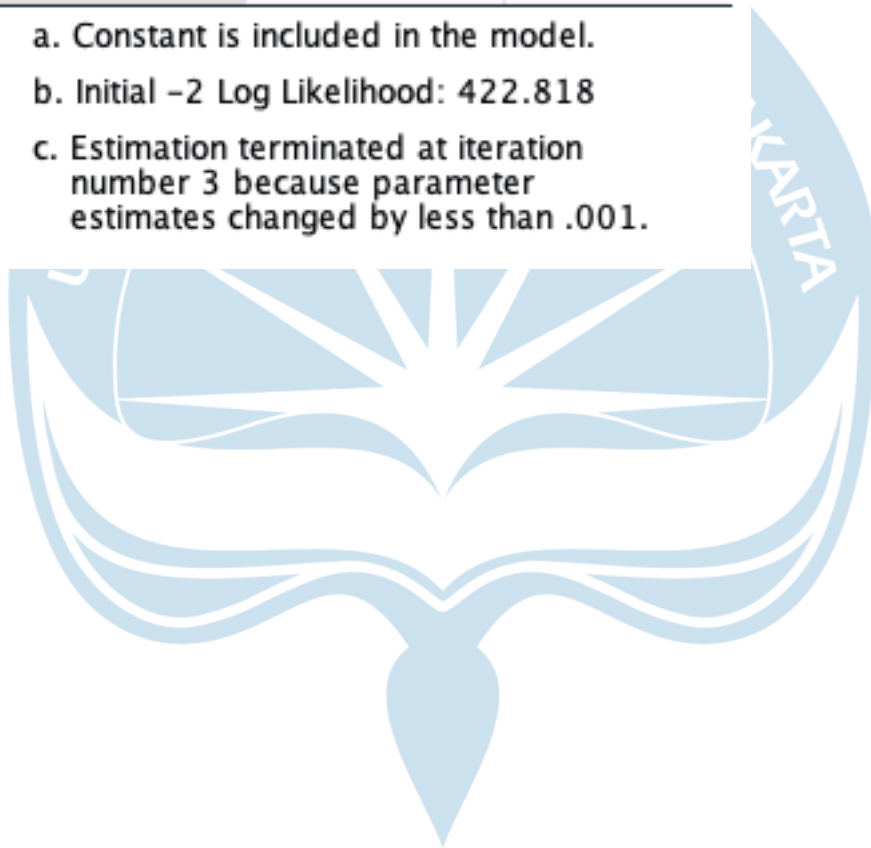 a. Constant is included in the model.
b. Initial −2 Log Likelihood: 422.818
c. Estimation terminated at iteration
number 3 because parameter
estimates changed by less than .001.